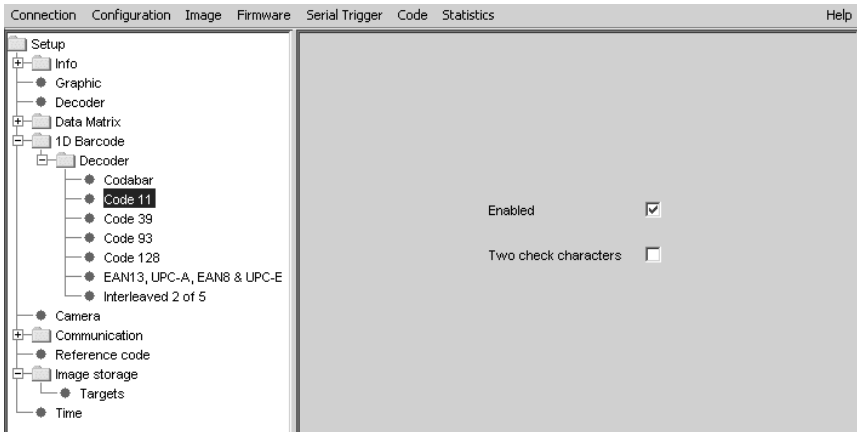 Connection Configuration Image Firmware Serial Trigger Code Statistics Help
Setup
Info
Graphic
Decoder
Data Matrix
1D Barcode
Decoder
Codabar
Code 11
Code 39
Code 93
Code 128
EAN13, UPC-A, EAN8 & UPC-E
Interleaved 2 of 5
Camera
Communication
Reference code
Image storage
Targets
Time
Enabled
Two check characters